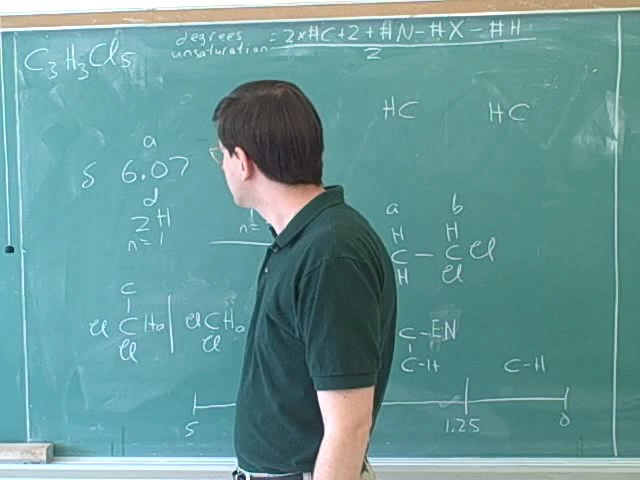 C3H3Cl5
degrees unsaturation = 2×#C+2+#N-#X-#H
2
HC HC
a
δ 6.07
d
2H
n=1
n=
a b
H H
C - C Cl
H Cl
C
Cl C Ha Cl C Ha
Cl Cl
C - EN
C-H C-H
5 1.25 0